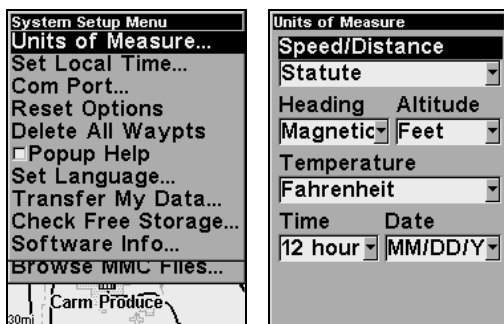 System Setup Menu
Units of Measure...
Set Local Time...
Com Port...
Reset Options
Delete All Waypts
Popup Help
Set Language...
Transfer My Data...
Check Free Storage...
Software Info...
Browse MMC Files...
Carm Produce
30mi
Units of Measure
Speed/Distance
Statute
Heading Altitude
Magnetic Feet
Temperature
Fahrenheit
Time Date
12 hour MM/DD/Y